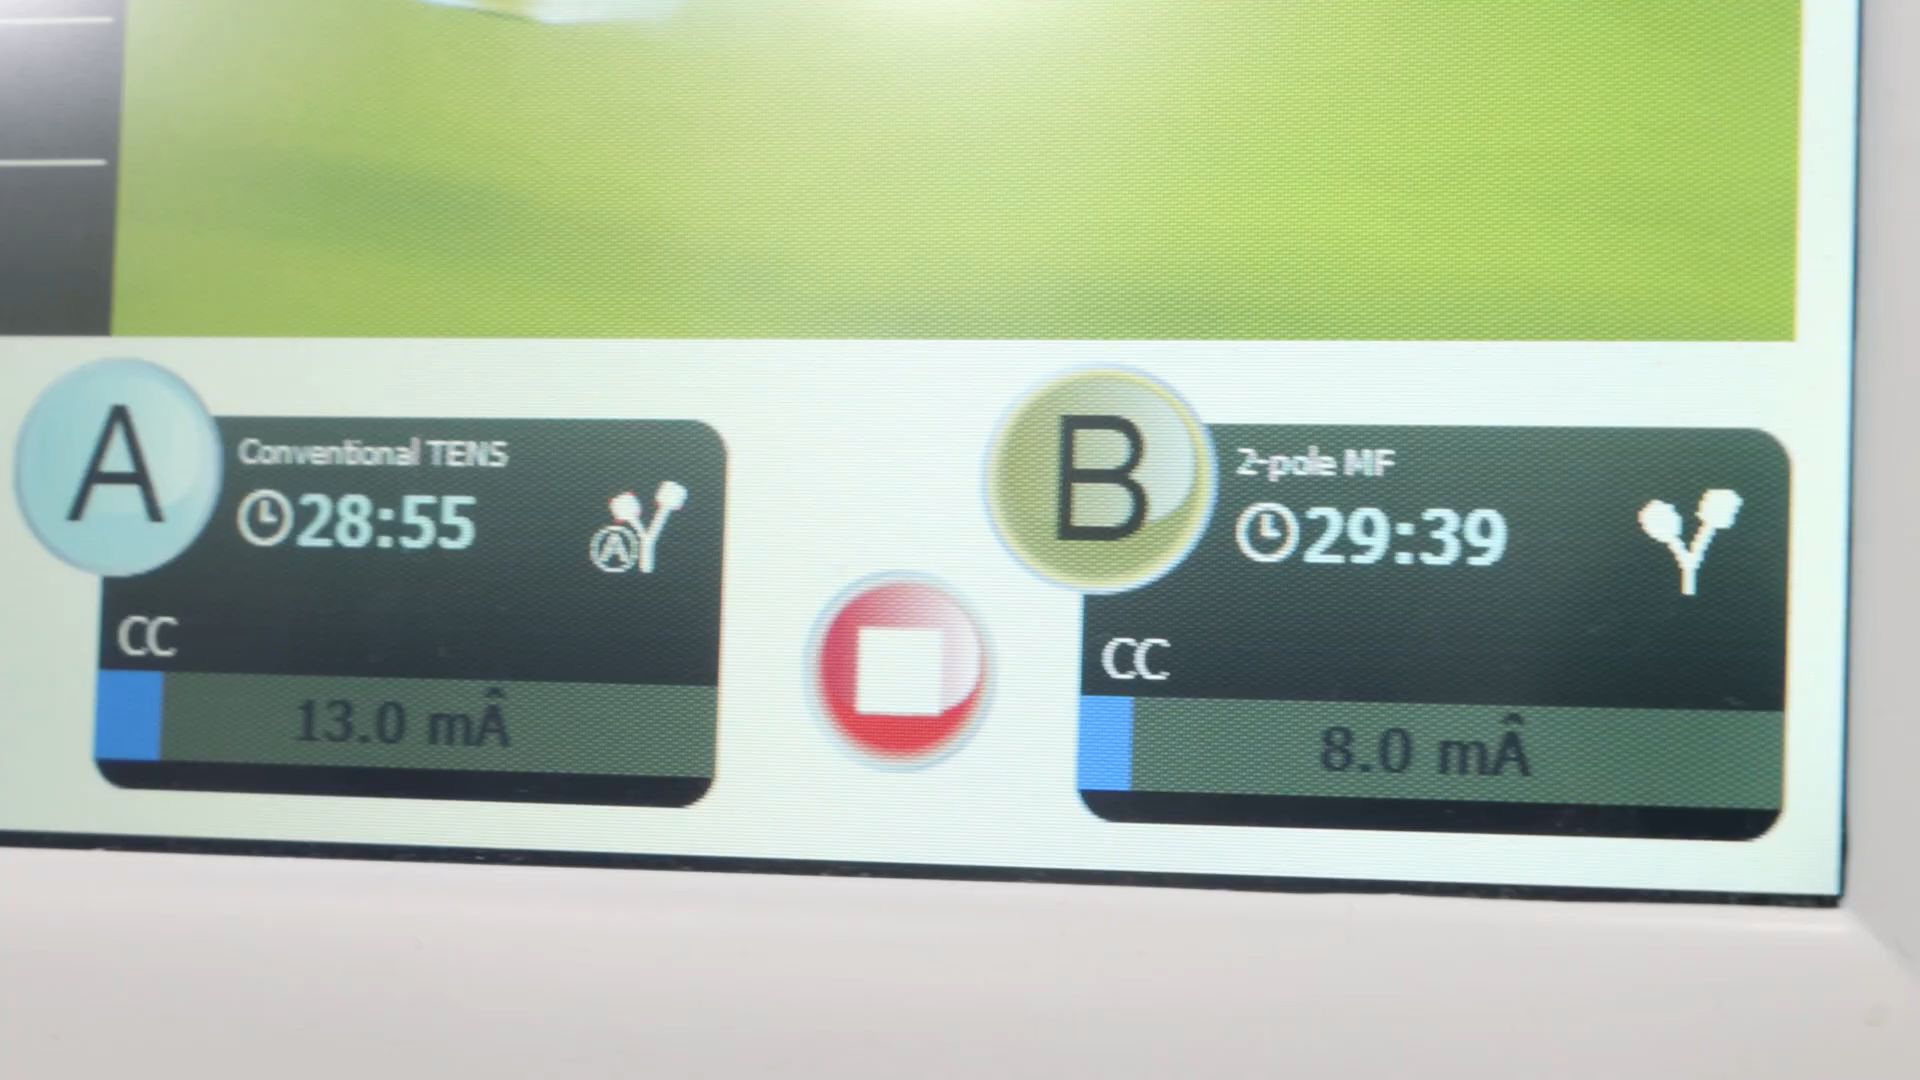 A
Conventional TENS
28:55
A
CC
13.0 mÂ
B
2-pole MF
29:39
CC
8.0 mÂ